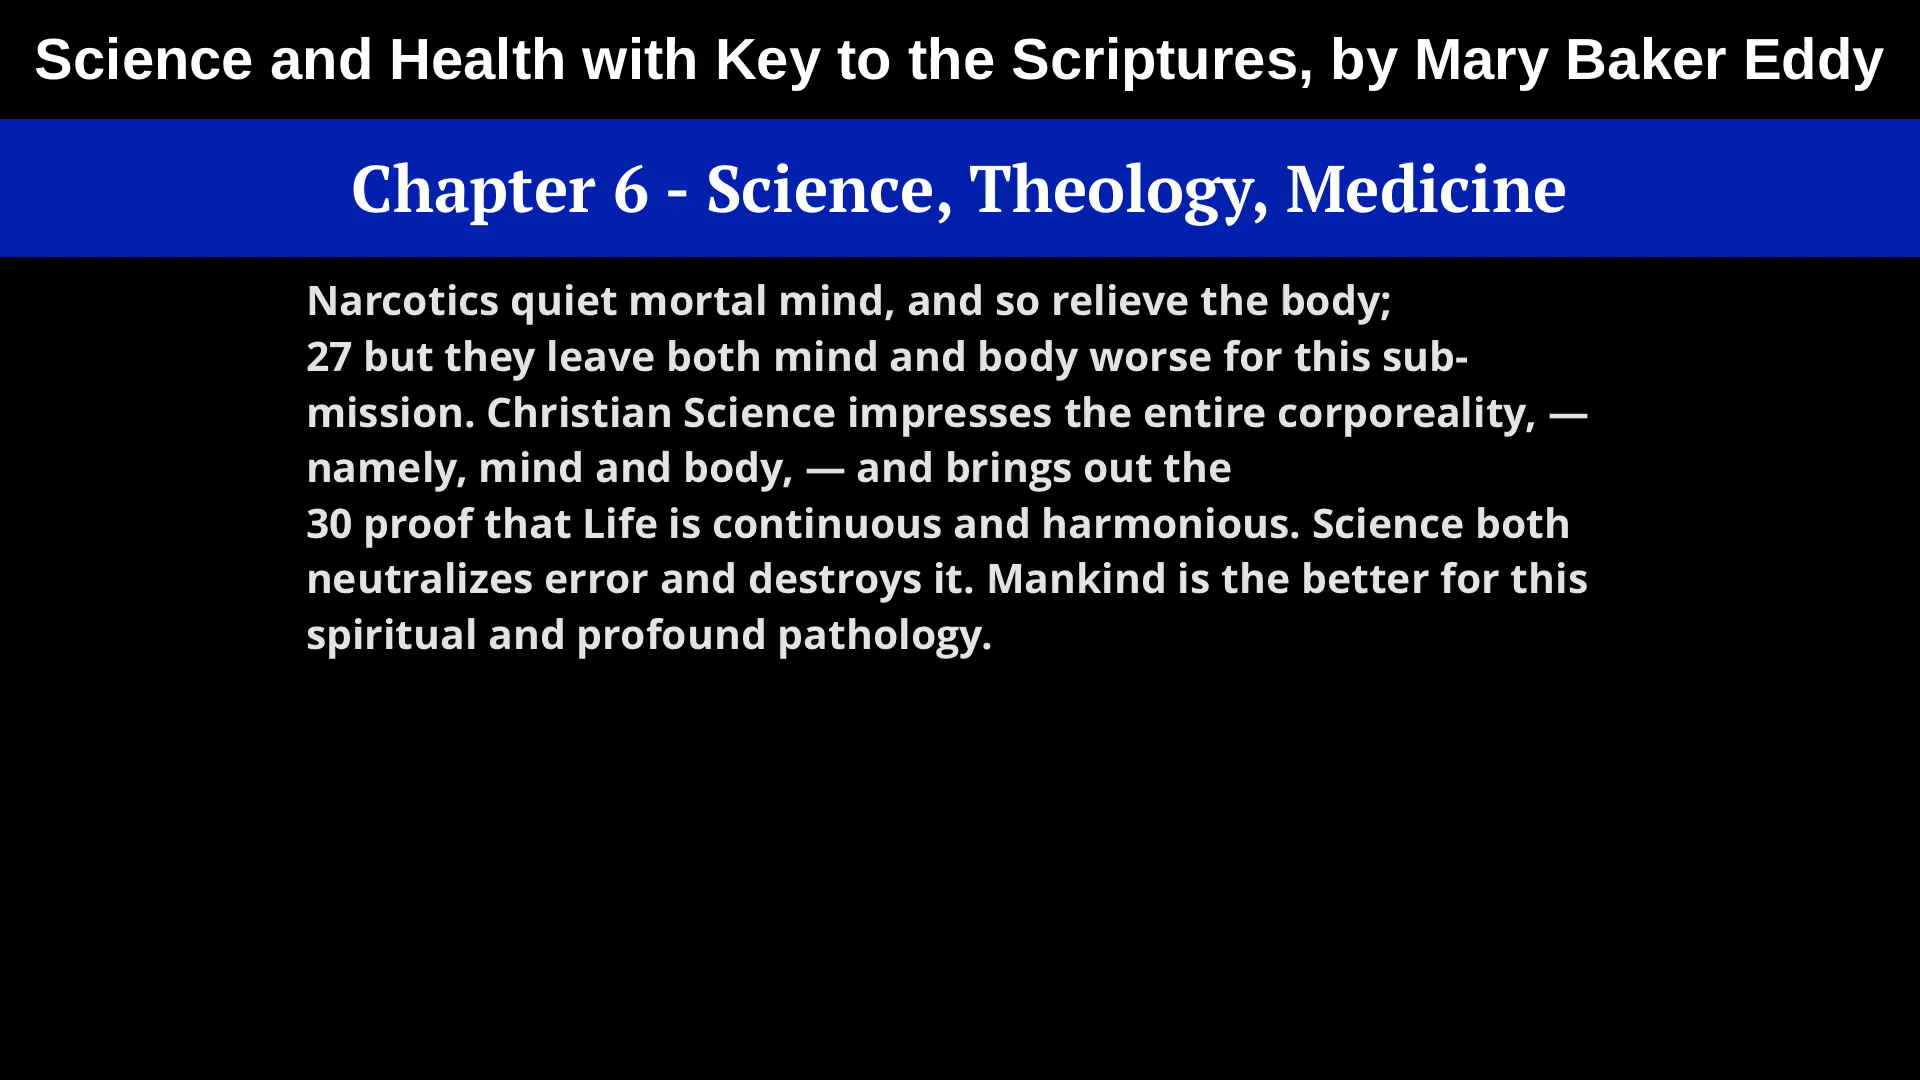 Science and Health with Key to the Scriptures, by Mary Baker Eddy
Chapter 6 - Science, Theology, Medicine
Narcotics quiet mortal mind, and so relieve the body;
27 but they leave both mind and body worse for this sub-
mission. Christian Science impresses the entire corporeality, —
namely, mind and body, — and brings out the
30 proof that Life is continuous and harmonious. Science both
neutralizes error and destroys it. Mankind is the better for this
spiritual and profound pathology.